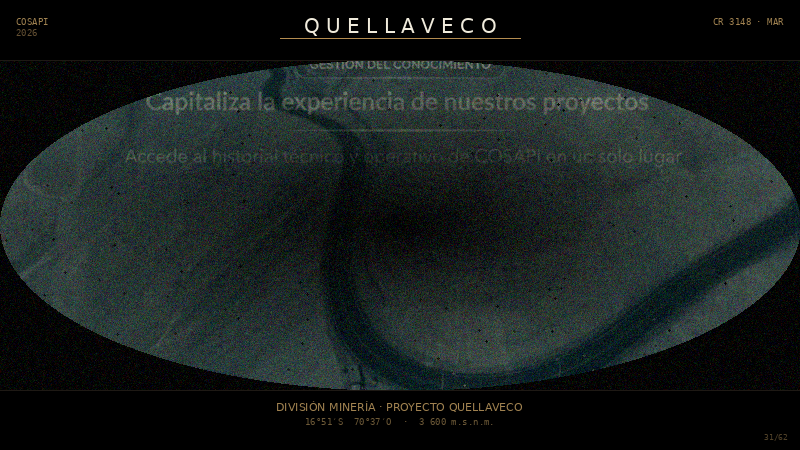 COSAPI
2026
QUELLAVECO
CR 3148 · MAR
GESTIÓN DEL CONOCIMIENTO
Capitaliza la experiencia de nuestros proyectos
Accede al historial técnico y operativo de COSAPI en un solo lugar
DIVISIÓN MINERÍA · PROYECTO QUELLAVECO
16°51'S 70°37'O · 3 600 m.s.n.m.
31/62